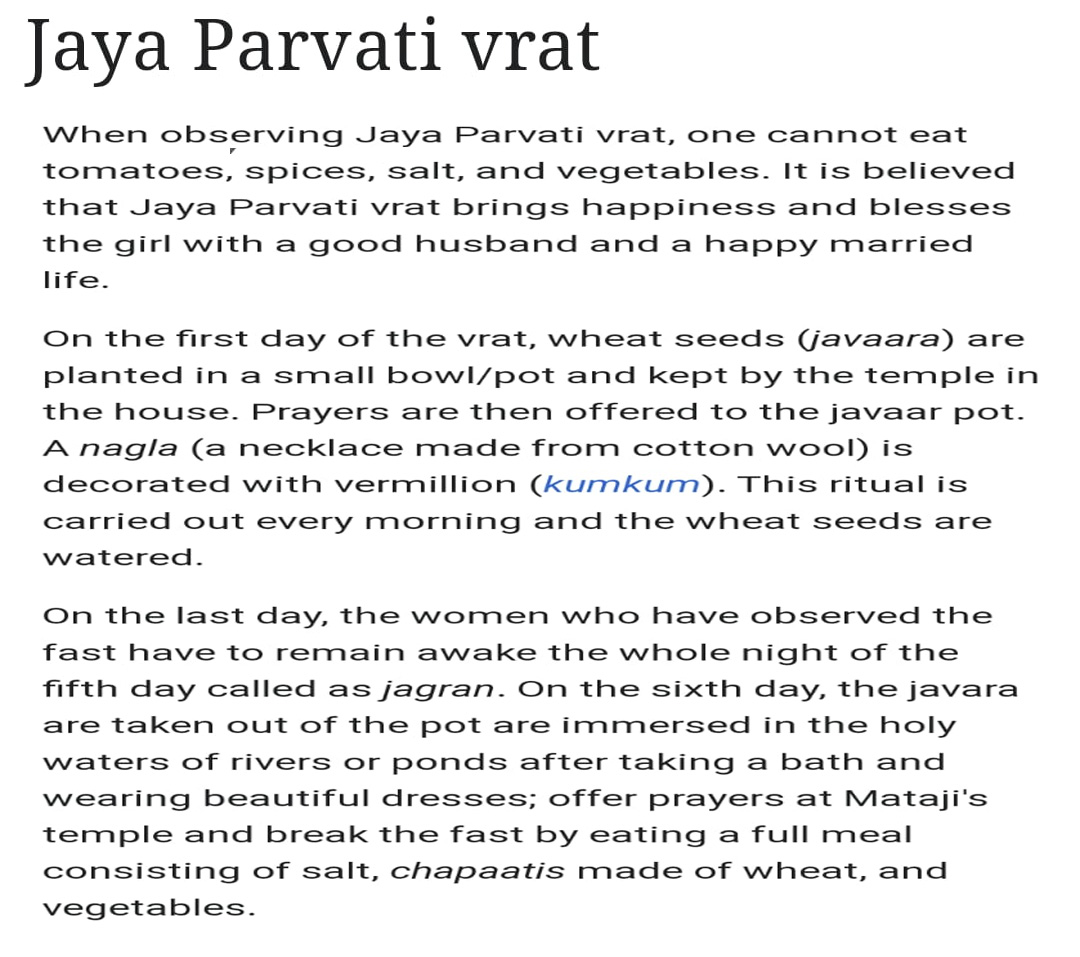 Jaya Parvati vrat
When observing Jaya Parvati vrat, one cannot eat
tomatoes, spices, salt, and vegetables. It is believed
that Jaya Parvati vrat brings happiness and blesses
the girl with a good husband and a happy married
life.
On the first day of the vrat, wheat seeds (javaara) are
planted in a small bowl/pot and kept by the temple in
the house. Prayers are then offered to the javaar pot.
A nagla (a necklace made from cotton wool) is
decorated with vermillion (kumkum). This ritual is
carried out every morning and the wheat seeds are
watered.
On the last day, the women who have observed the
fast have to remain awake the whole night of the
fifth day called as jagran. On the sixth day, the javara
are taken out of the pot are immersed in the holy
waters of rivers or ponds after taking a bath and
wearing beautiful dresses; offer prayers at Mataji's
temple and break the fast by eating a full meal
consisting of salt, chapaatis made of wheat, and
vegetables.